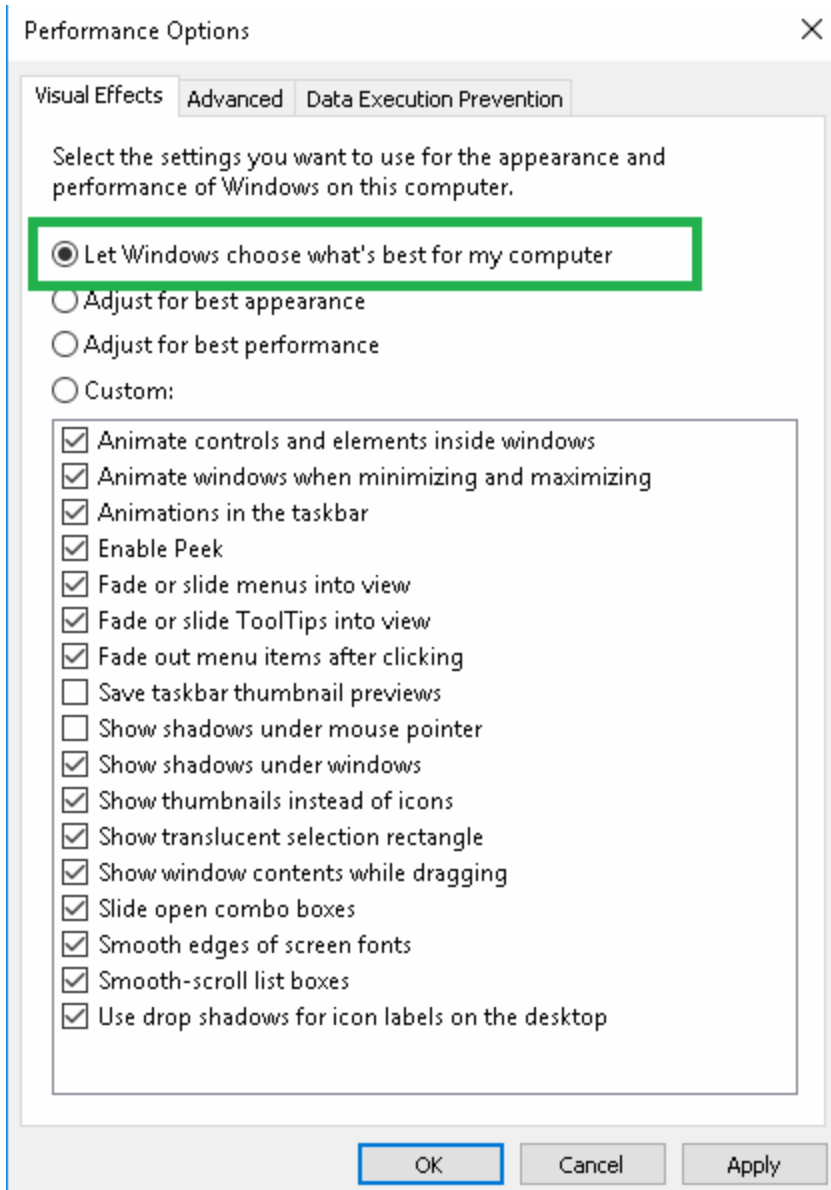 Performance Options
Visual Effects
Advanced
Data Execution Prevention
Select the settings you want to use for the appearance and
performance of Windows on this computer.
Let Windows choose what's best for my computer
Adjust for best appearance
Adjust for best performance
Custom:
Animate controls and elements inside windows
Animate windows when minimizing and maximizing
Animations in the taskbar
Enable Peek
Fade or slide menus into view
Fade or slide ToolTips into view
Fade out menu items after clicking
Save taskbar thumbnail previews
Show shadows under mouse pointer
Show shadows under windows
Show thumbnails instead of icons
Show translucent selection rectangle
Show window contents while dragging
Slide open combo boxes
Smooth edges of screen fonts
Smooth-scroll list boxes
Use drop shadows for icon labels on the desktop
OK
Cancel
Apply